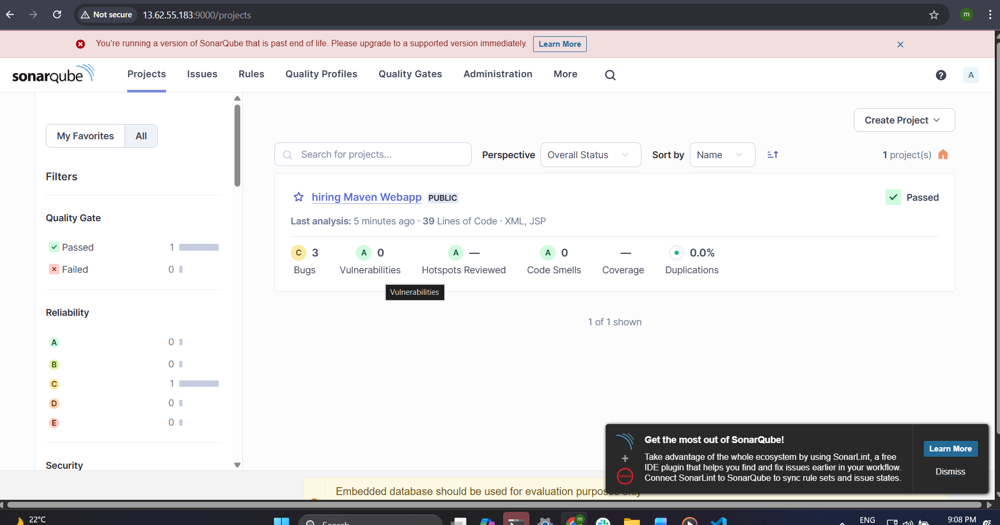 Not secure
13.62.55.183:9000/projects
m
You’re running a version of SonarQube that is past end of life. Please upgrade to a supported version immediately.
Learn More
sonarqube
Projects
Issues
Rules
Quality Profiles
Quality Gates
Administration
More
A
My Favorites
All
Create Project
Search for projects...
Perspective
Overall Status
Sort by
Name
1 project(s)
Filters
Quality Gate
Passed 1
Failed 0
Reliability
A 0
B 0
C 1
D 0
E 0
Security
hiring Maven Webapp PUBLIC
Passed
Last analysis: 5 minutes ago • 39 Lines of Code • XML, JSP
C 3
A 0
A —
A 0
—
0.0%
Bugs
Vulnerabilities
Hotspots Reviewed
Code Smells
Coverage
Duplications
Vulnerabilities
1 of 1 shown
Get the most out of SonarQube!
Take advantage of the whole ecosystem by using SonarLint, a free
IDE plugin that helps you find and fix issues earlier in your workflow.
Connect SonarLint to SonarQube to sync rule sets and issue states.
Learn More
Dismiss
Embedded database should be used for evaluation purposes only
22°C
Search
m
ENG
9:08 PM